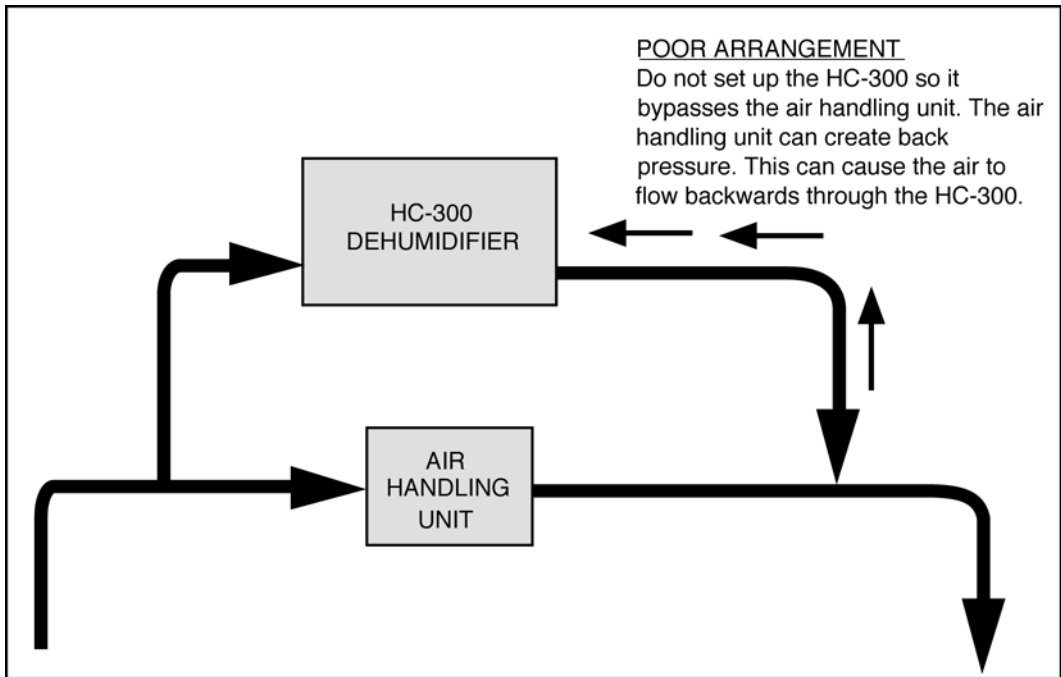 POOR ARRANGEMENT
Do not set up the HC-300 so it
bypasses the air handling unit. The air
handling unit can create back
pressure. This can cause the air to
flow backwards through the HC-300.
HC-300
DEHUMIDIFIER
AIR
HANDLING
UNIT